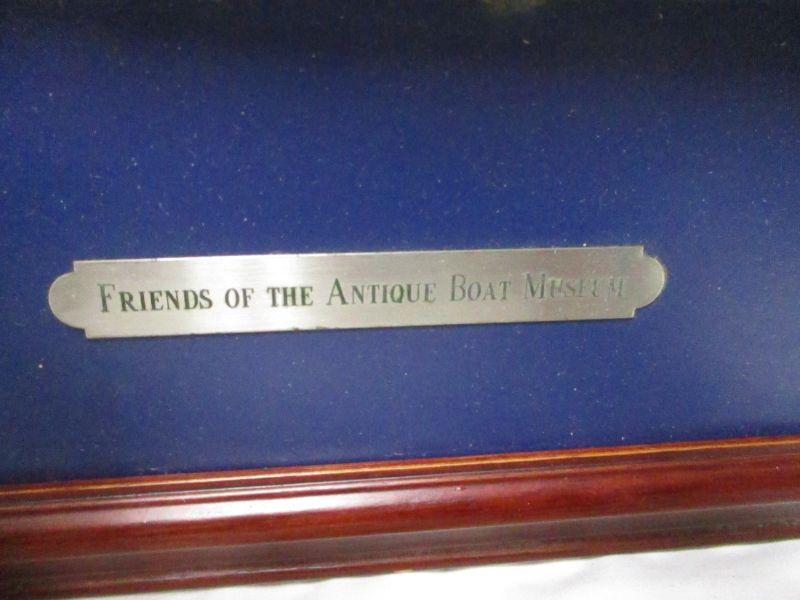 Friends of the Antique Boat Museum